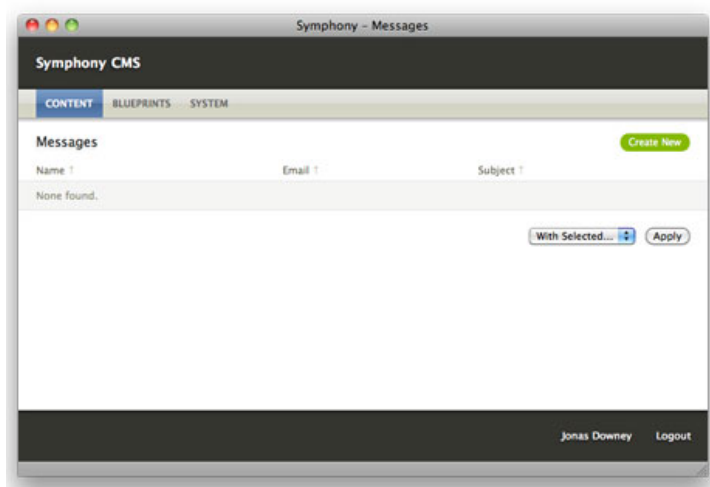 Symphony – Messages
Symphony CMS
CONTENT BLUEPRINTS SYSTEM
Messages Create New
Name ↑ Email ↑ Subject ↑
None found.
With Selected... Apply
Jonas Downey Logout